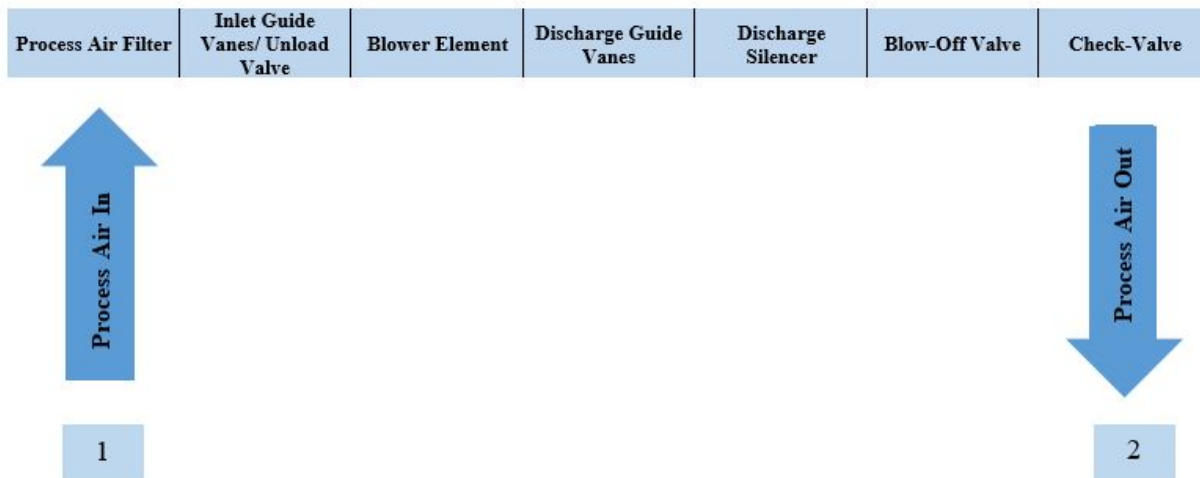 Process Air Filter
Inlet Guide
Vanes/ Unload
Valve
Blower Element
Discharge Guide
Vanes
Discharge
Silencer
Blow-Off Valve
Check-Valve
Process Air In
Process Air Out
1
2